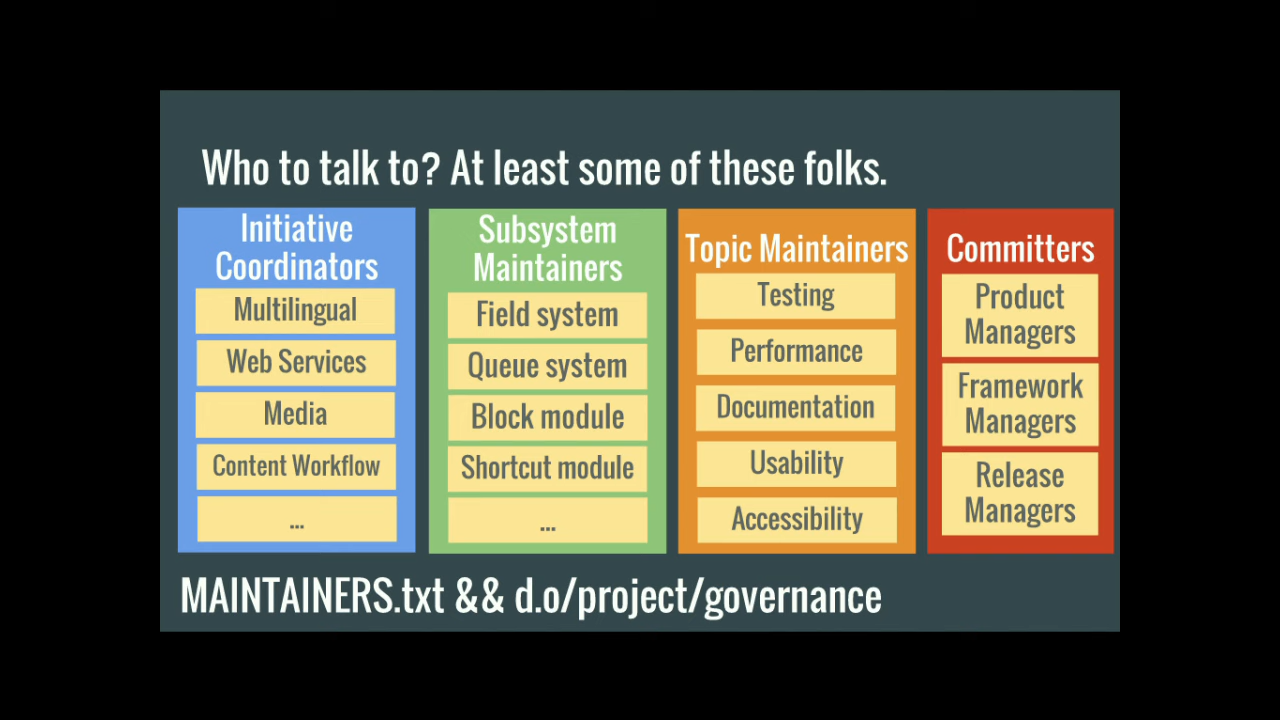 Who to talk to? At least some of these folks.
Initiative
Coordinators
Multilingual
Web Services
Media
Content Workflow
...
Subsystem
Maintainers
Field system
Queue system
Block module
Shortcut module
...
Topic Maintainers
Testing
Performance
Documentation
Usability
Accessibility
Committers
Product
Managers
Framework
Managers
Release
Managers
MAINTAINERS.txt && d.o/project/governance